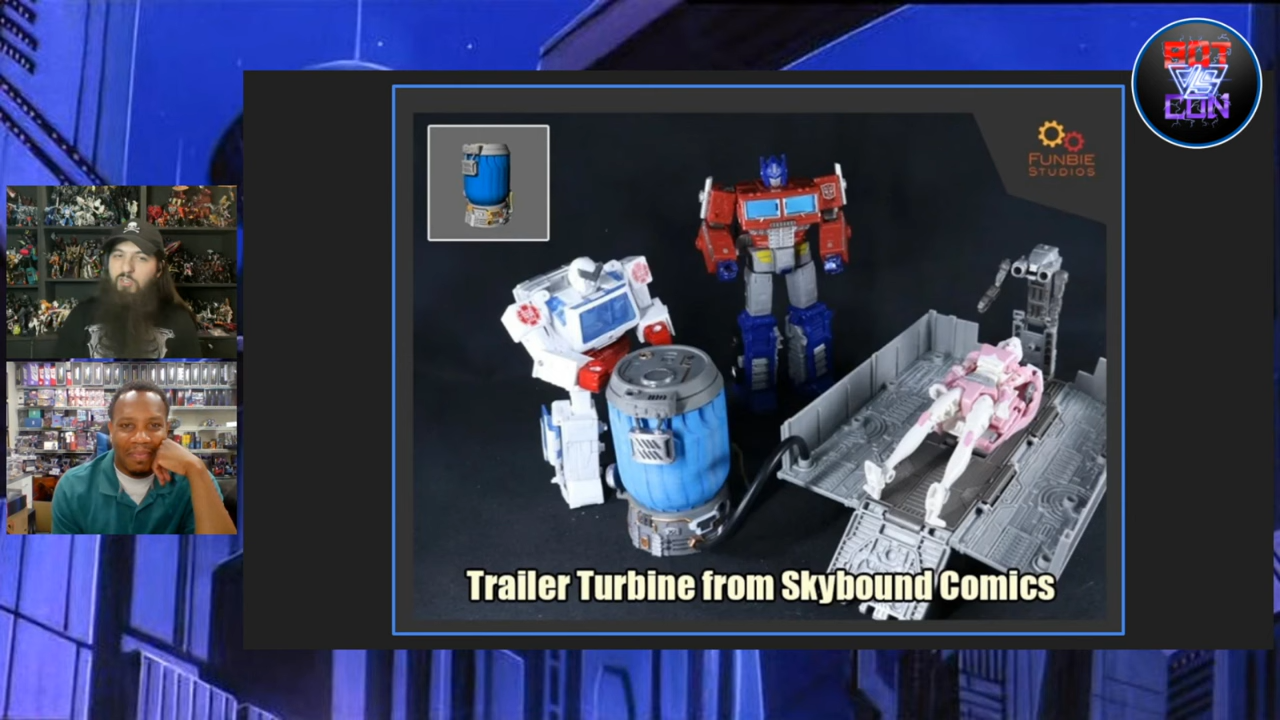 BOT
VS
CON
FUNBIE
STUDIOS
Trailer Turbine from Skybound Comics